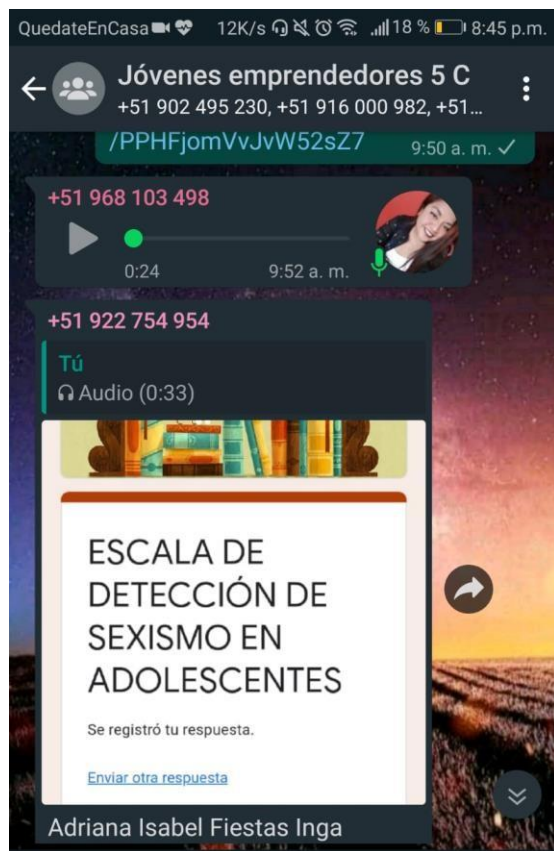 QuedateEnCasa 12K/s 18 % 8:45 p.m.
Jóvenes emprendedores 5 C
+51 902 495 230, +51 916 000 982, +51...
/PPHFjomVvJvW52sZ7 9:50 a. m.
+51 968 103 498
0:24 9:52 a. m.
+51 922 754 954
Tú
Audio (0:33)
ESCALA DE
DETECCIÓN DE
SEXISMO EN
ADOLESCENTES
Se registró tu respuesta.
Enviar otra respuesta
Adriana Isabel Fiestas Inga